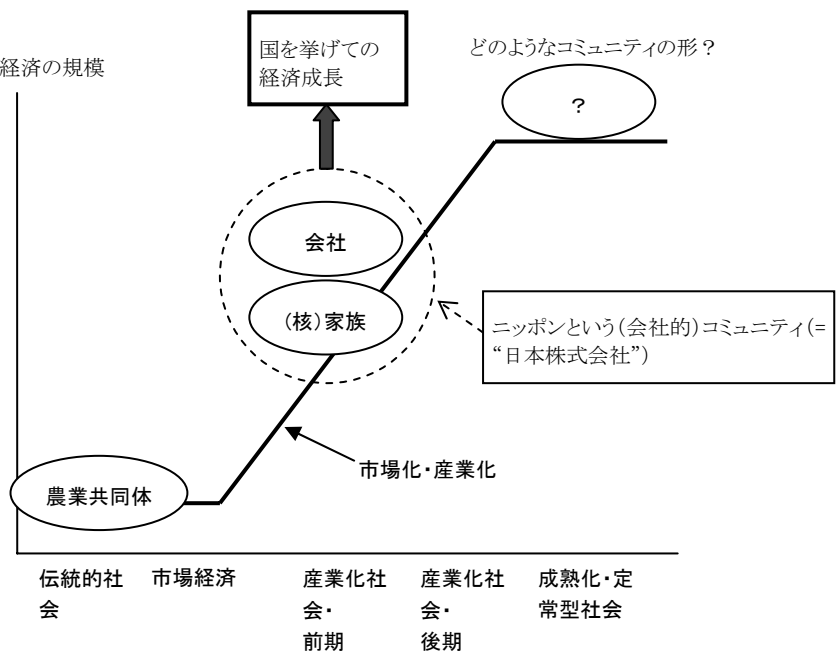 経済の規模
国を挙げての
経済成長
どのようなコミュニティの形？
？
会社
（核）家族
ニッポンという（会社的）コミュニティ（=
“日本株式会社”）
市場化・産業化
農業共同体
伝統的社
会
市場経済
産業化社
会・
前期
産業化社
会・
後期
成熟化・定
常型社会